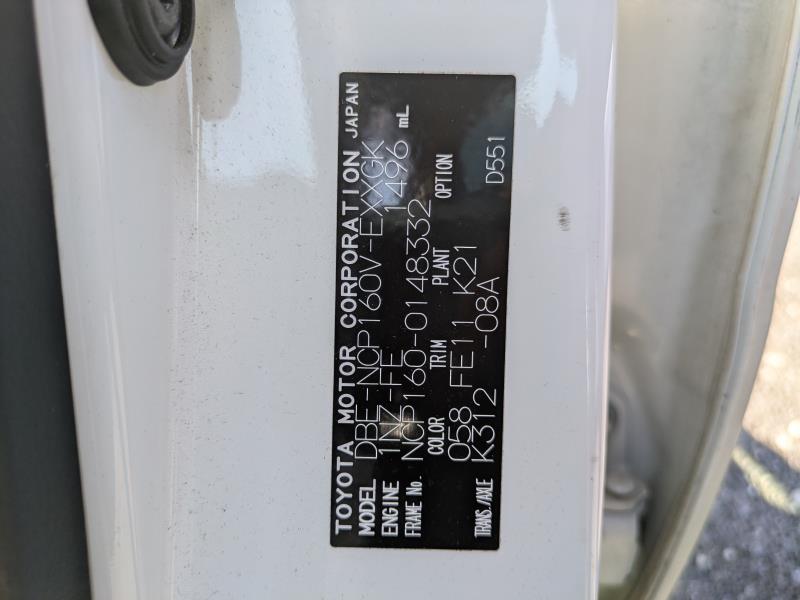 TOYOTA MOTOR CORPORATION JAPAN
MODEL DBE-NCP160V-EXXGK
ENGINE 1NZ-FE 1496 mL
FRAME No. NCP160-0148332
COLOR TRIM PLANT OPTION
058 FE11 K21
TRANS./AXLE K312 -08A
D551